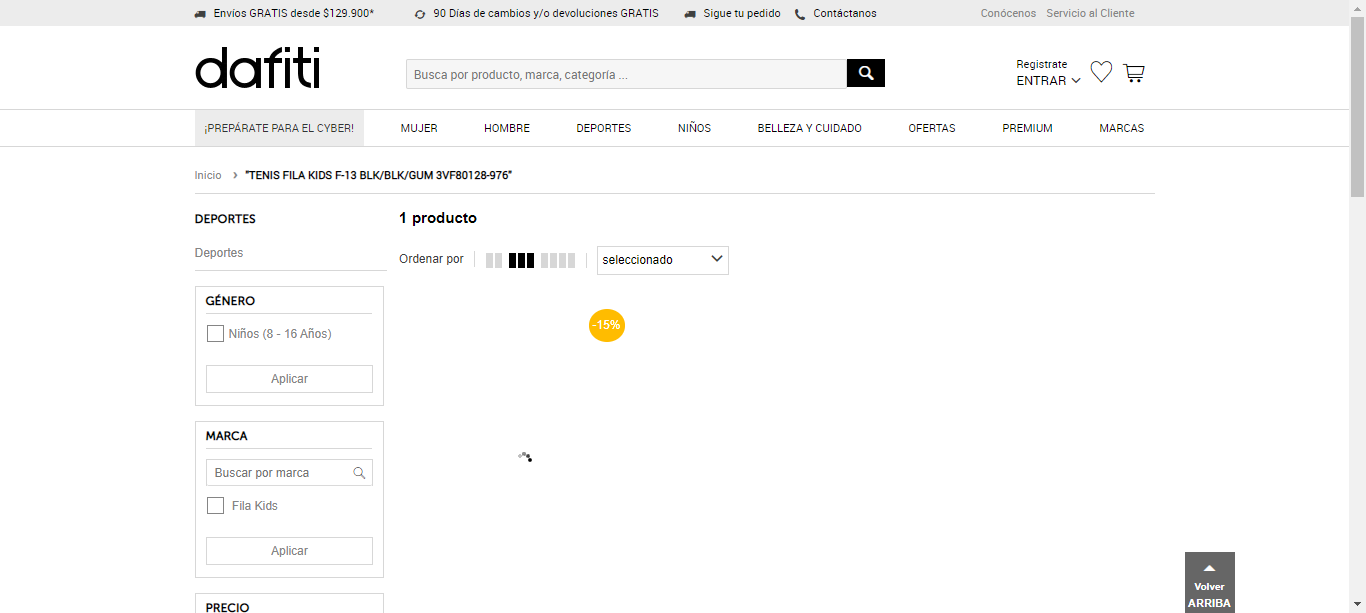 Envíos GRATIS desde $129.900* 90 Días de cambios y/o devoluciones GRATIS Sigue tu pedido Contáctanos Conócenos Servicio al Cliente
dafiti
Busca por producto, marca, categoría ...
Registrate
ENTRAR
¡PREPÁRATE PARA EL CYBER! MUJER HOMBRE DEPORTES NIÑOS BELLEZA Y CUIDADO OFERTAS PREMIUM MARCAS
Inicio › "TENIS FILA KIDS F-13 BLK/BLK/GUM 3VF80128-976"
DEPORTES
Deportes
GÉNERO
Niños (8 - 16 Años)
Aplicar
MARCA
Buscar por marca
Fila Kids
Aplicar
PRECIO
1 producto
Ordenar por seleccionado
-15%
Volver
ARRIBA